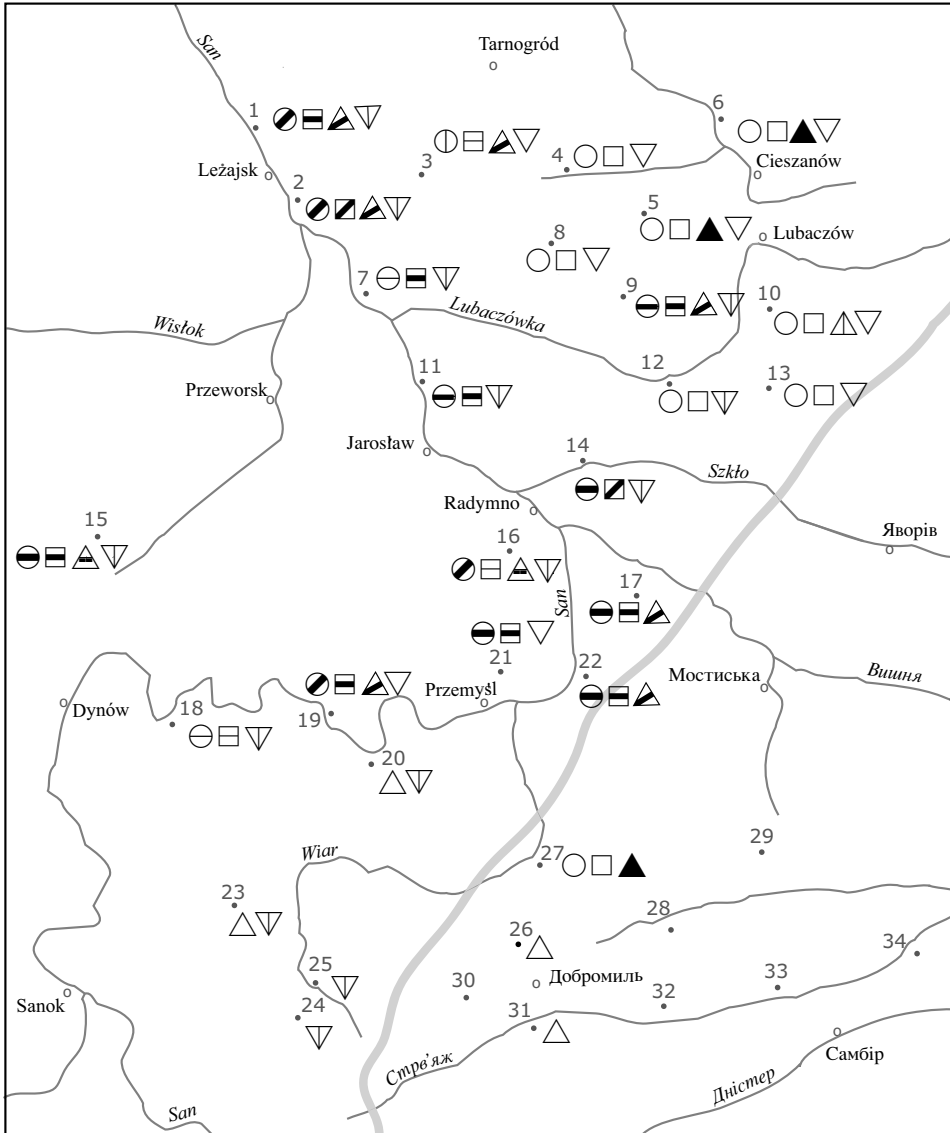 San
Tarnogród
1
6
3
4
Cieszanów
Leżajsk
2
5
Lubaczów
8
7
9
10
Lubaczówka
Wisłok
12
13
11
Przeworsk
Jarosław
14
Szkło
Radymno
15
16
Яворів
17
San
21
22
Мостиська
Вишня
Przemyśl
Dynów
18
19
20
29
Wiar
27
23
28
26
34
25
Добромиль
33
30
Sanok
24
31
32
Стрв'яж
Самбір
Дністер
San